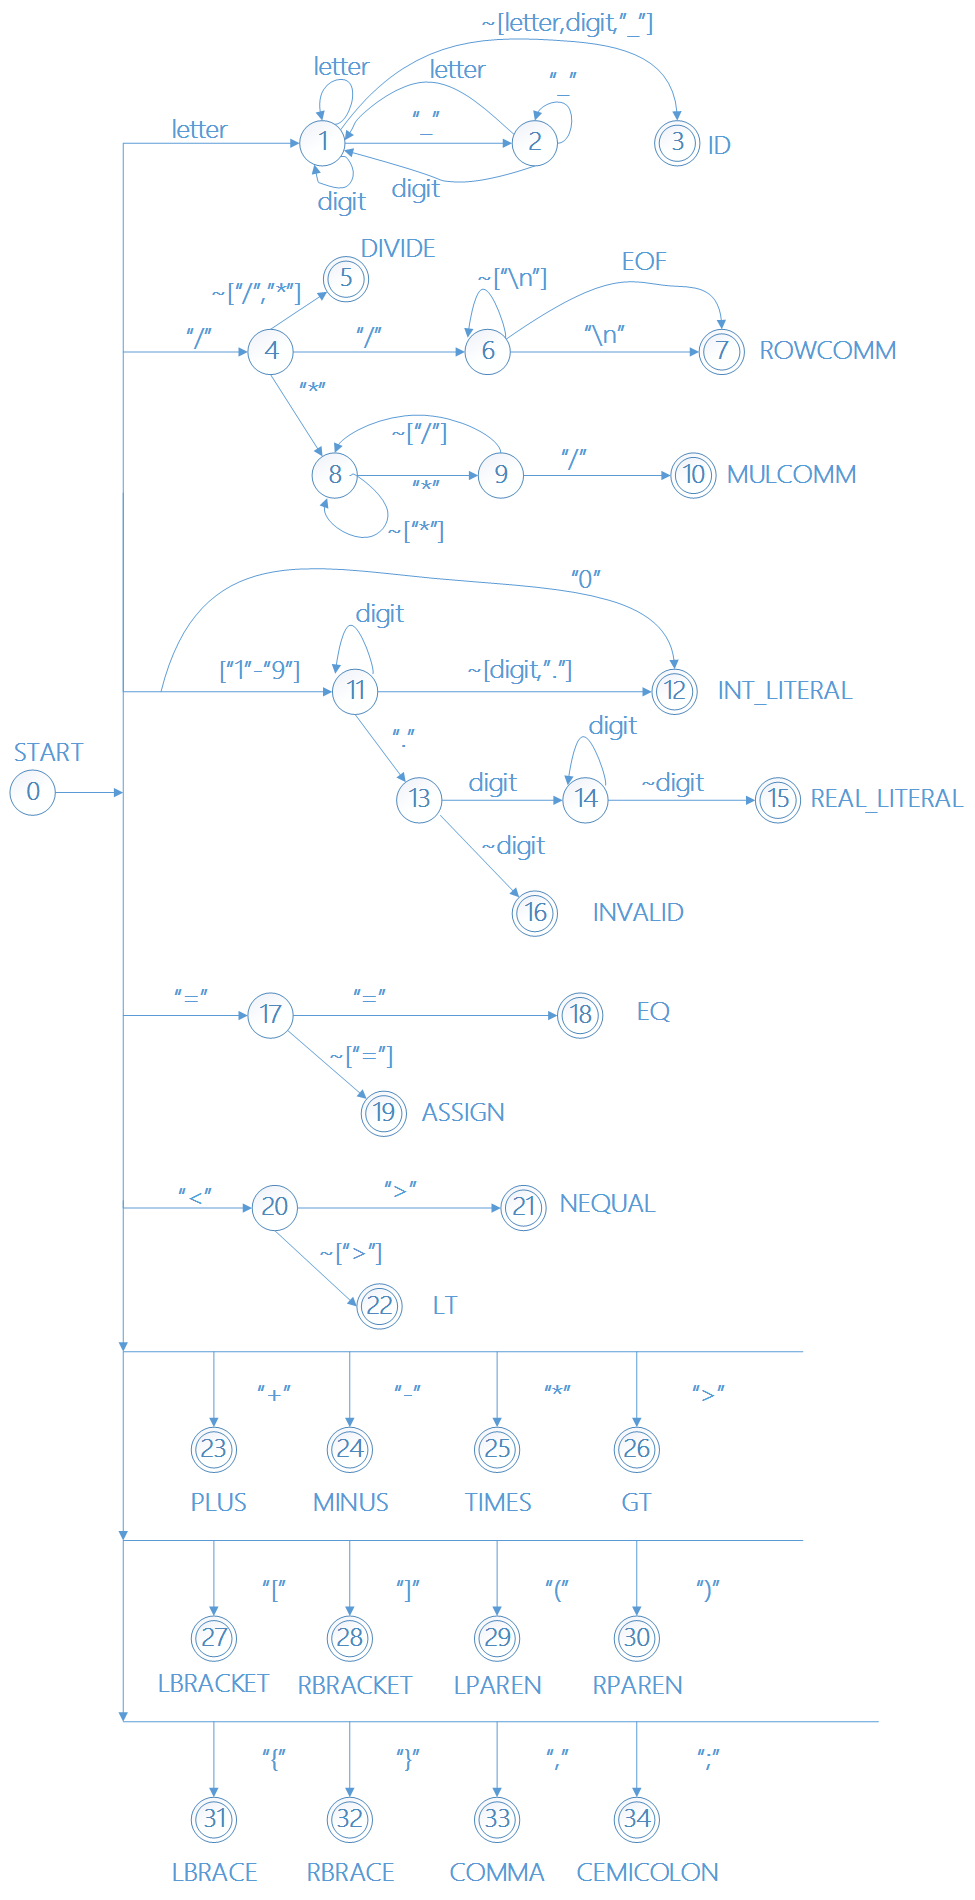 ~[letter,digit,"_"]
letter
letter
"_"
letter
"_"
1
2
3
ID
digit
digit
DIVIDE
5
~["/","*"]
~["\n"]
EOF
"/"
4
"/"
6
"\n"
7
ROWCOMM
"*"
~["/"]
8
"*"
9
"/"
10
MULCOMM
~["*"]
"0"
digit
["1"-"9"]
11
~[digit,"."]
12
INT_LITERAL
"."
digit
START
0
13
digit
14
~digit
15
REAL_LITERAL
~digit
16
INVALID
"="
17
"="
18
EQ
~["="]
19
ASSIGN
"<"
20
">"
21
NEQUAL
~[">"]
22
LT
"+"
"-"
"*"
">"
23
24
25
26
PLUS
MINUS
TIMES
GT
"["
"]"
"("
")"
27
28
29
30
LBRACKET
RBRACKET
LPAREN
RPAREN
"{"
"}"
","
";"
31
32
33
34
LBRACE
RBRACE
COMMA
CEMICOLON